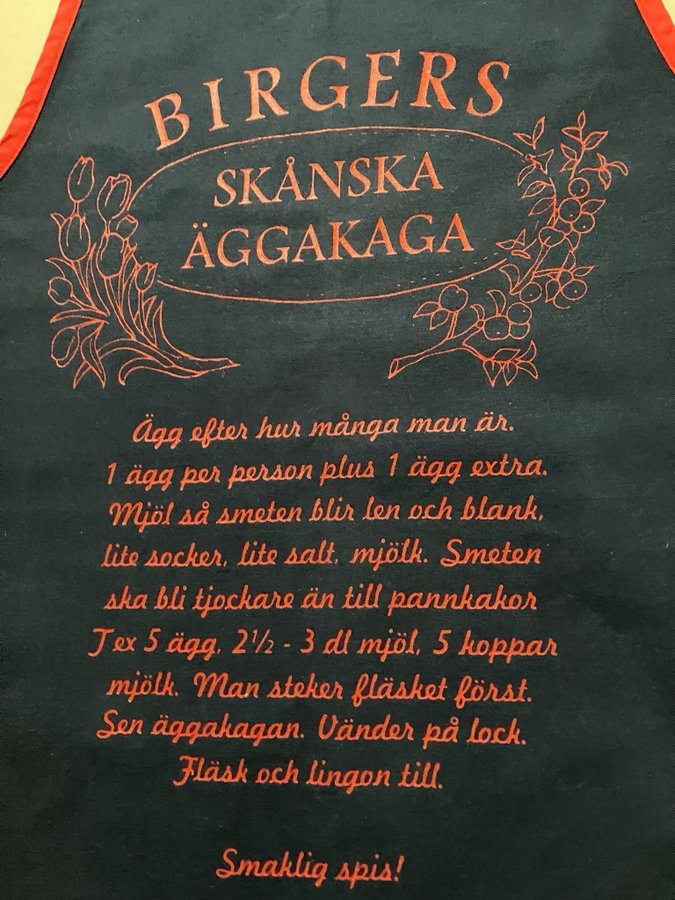 BIRGERS
SKÅNSKA
ÄGGAKAGA
Ägg efter hur många man är.
1 ägg per person plus 1 ägg extra.
Mjöl så smeten blir len och blank,
lite socker, lite salt, mjölk. Smeten
ska bli tjockare än till pannkakor
T ex 5 ägg, 2½ - 3 dl mjöl, 5 koppar
mjölk. Man steker fläsket först.
Sen äggakagan. Vänder på lock.
Fläsk och lingon till.
Smaklig spis!